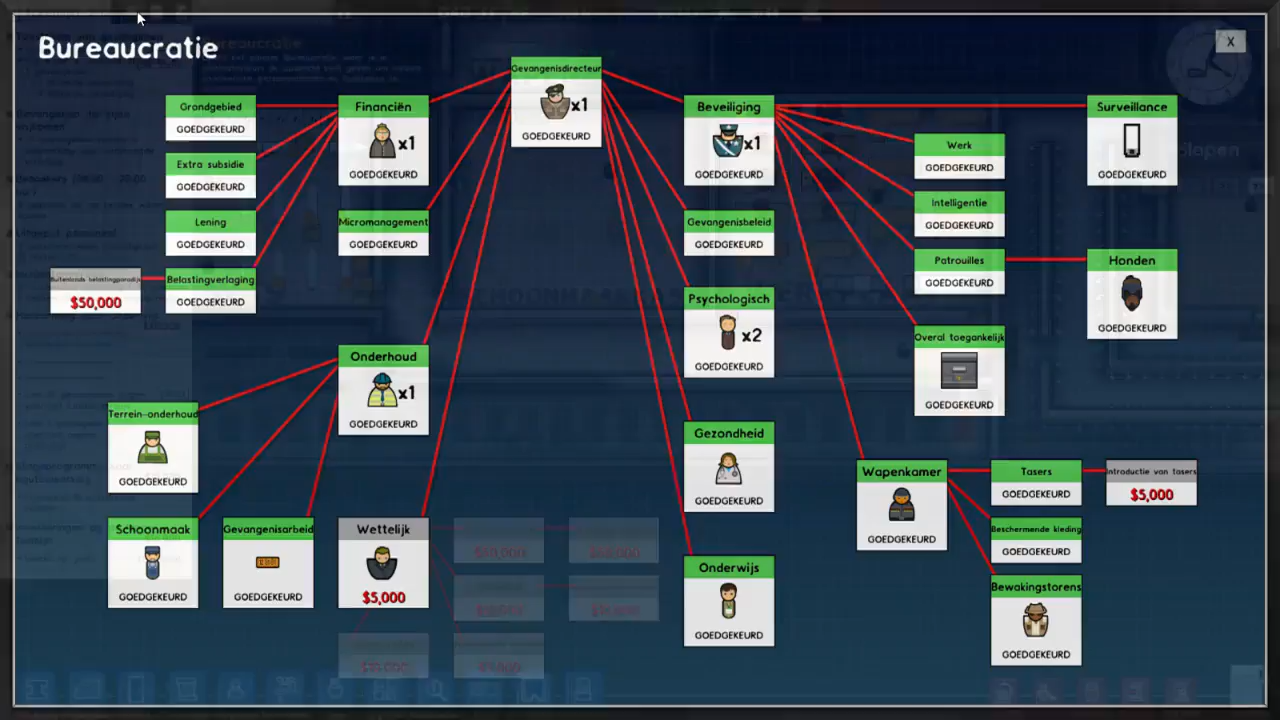 Bureaucratie
X
Gevangenisdirecteur
x1
GOEDGEKEURD
Grondgebied
GOEDGEKEURD
Financiën
x1
GOEDGEKEURD
Beveiliging
x1
GOEDGEKEURD
Surveillance
GOEDGEKEURD
Extra subsidie
GOEDGEKEURD
Werk
GOEDGEKEURD
Lening
GOEDGEKEURD
Micromanagement
GOEDGEKEURD
Gevangenisbeleid
GOEDGEKEURD
Intelligentie
GOEDGEKEURD
Buitenlands belastingparadijs
$50,000
Belastingverlaging
GOEDGEKEURD
Patrouilles
GOEDGEKEURD
Honden
GOEDGEKEURD
Psychologisch
x2
GOEDGEKEURD
Overal toegankelijk
GOEDGEKEURD
Onderhoud
x1
GOEDGEKEURD
Terrein-onderhoud
GOEDGEKEURD
Gezondheid
GOEDGEKEURD
Wapenkamer
GOEDGEKEURD
Tasers
GOEDGEKEURD
Introductie van tasers
$5,000
Schoonmaak
GOEDGEKEURD
Gevangenisarbeid
GOEDGEKEURD
Wettelijk
$5,000
Beschermende kleding
GOEDGEKEURD
Onderwijs
GOEDGEKEURD
Bewakingstorens
GOEDGEKEURD